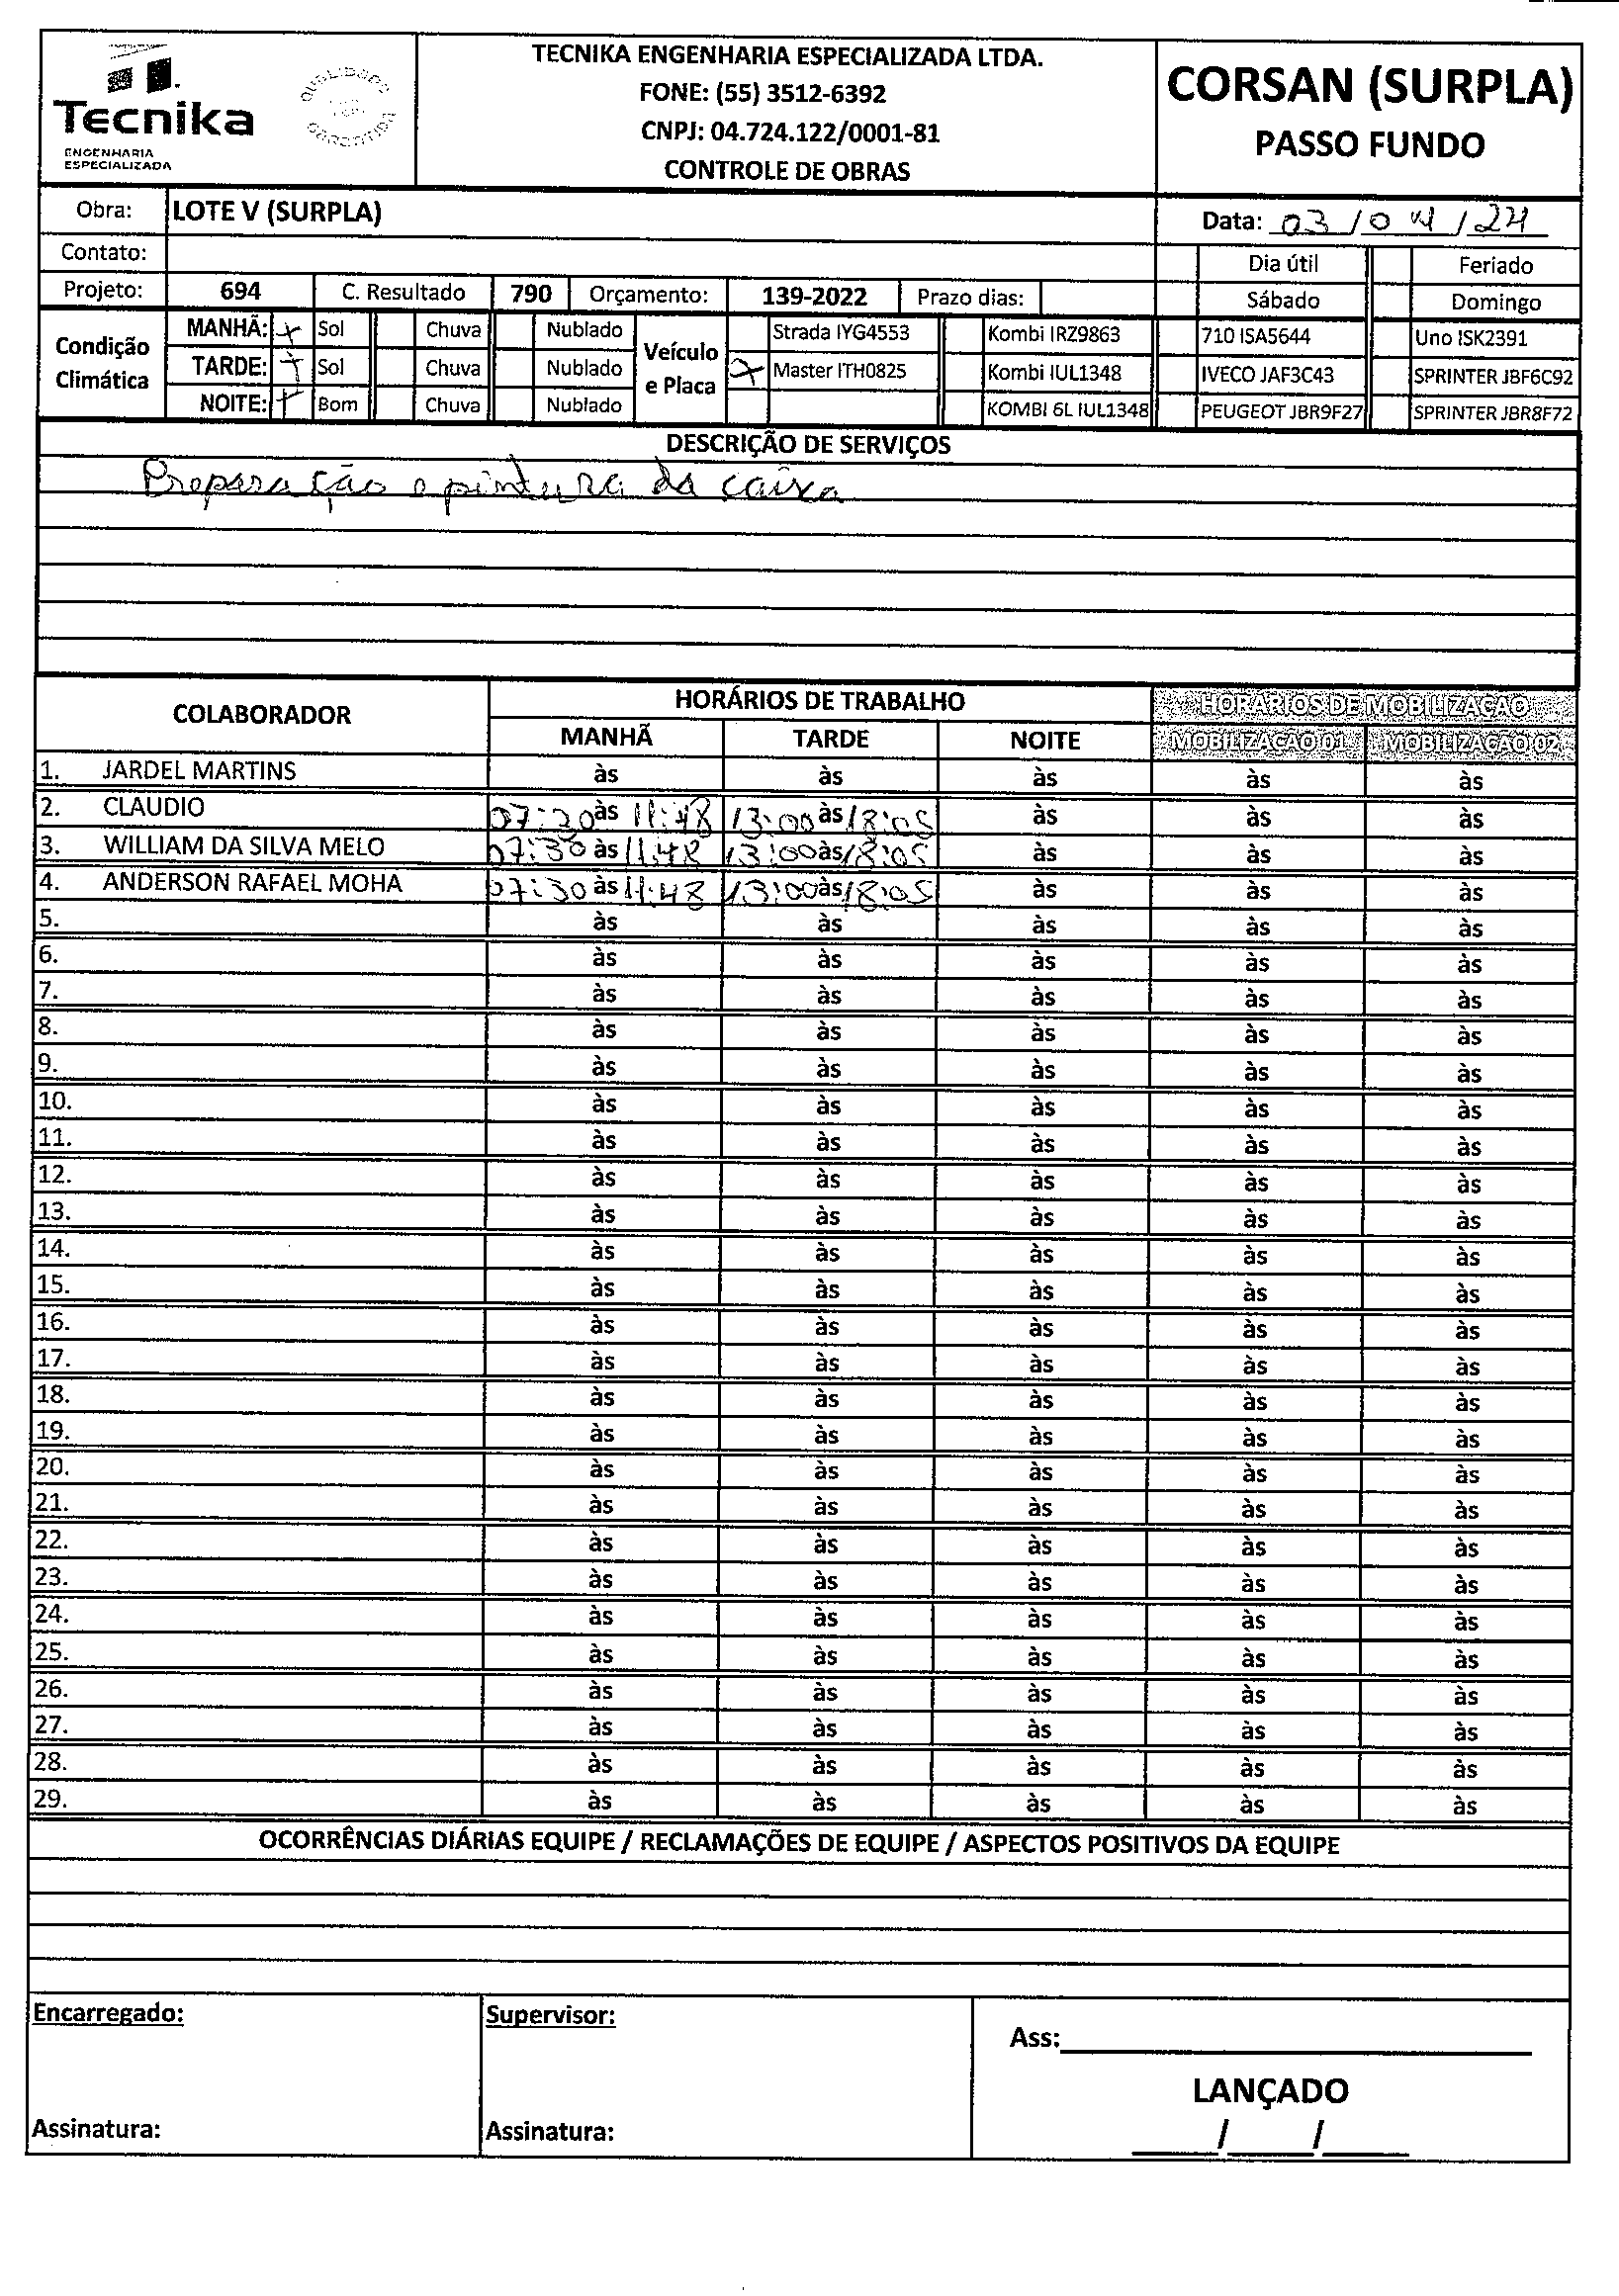 Tecnika
ENGENHARIA
ESPECIALIZADA
QUALIDADE
GARANTIDA
TECNIKA ENGENHARIA ESPECIALIZADA LTDA.
FONE: (55) 3512-6392
CNPJ: 04.724.122/0001-81
CONTROLE DE OBRAS
CORSAN (SURPLA)
PASSO FUNDO
Obra: LOTE V (SURPLA)
Data: 03/04/24
Contato:
Dia útil Feriado
Projeto: 694 C. Resultado 790 Orçamento: 139-2022 Prazo dias: Sábado Domingo
Condição Climática
MANHÃ: x Sol Chuva Nublado
TARDE: x Sol Chuva Nublado
NOITE: x Bom Chuva Nublado
Veículo e Placa
Strada IYG4553 Kombi IRZ9863 710 ISA5644 Uno ISK2391
x Master ITH0825 Kombi IUL1348 IVECO JAF3C43 SPRINTER JBF6C92
KOMBI 6L IUL1348 PEUGEOT JBR9F27 SPRINTER JBR8F72
DESCRIÇÃO DE SERVIÇOS
Preparação e pintura da caixa
COLABORADOR HORÁRIOS DE TRABALHO HORÁRIOS DE MOBILIZAÇÃO
MANHÃ TARDE NOITE MOBILIZAÇÃO 01 MOBILIZAÇÃO 02
1. JARDEL MARTINS às às às às às
2. CLAUDIO 07:30 às 11:48 13:00 às 18:05 às às às
3. WILLIAM DA SILVA MELO 07:30 às 11:48 13:00 às 18:05 às às às
4. ANDERSON RAFAEL MOHA 07:30 às 11:48 13:00 às 18:05 às às às
5. às às às às às
6. às às às às às
7. às às às às às
8. às às às às às
9. às às às às às
10. às às às às às
11. às às às às às
12. às às às às às
13. às às às às às
14. às às às às às
15. às às às às às
16. às às às às às
17. às às às às às
18. às às às às às
19. às às às às às
20. às às às às às
21. às às às às às
22. às às às às às
23. às às às às às
24. às às às às às
25. às às às às às
26. às às às às às
27. às às às às às
28. às às às às às
29. às às às às às
OCORRÊNCIAS DIÁRIAS EQUIPE / RECLAMAÇÕES DE EQUIPE / ASPECTOS POSITIVOS DA EQUIPE
Encarregado: Supervisor:
Ass:
LANÇADO
Assinatura: Assinatura: / /